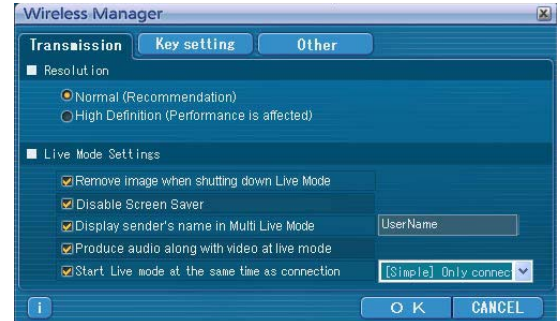 Wireless Manager
Transmission Key setting Other
Resolution
Normal (Recommendation)
High Definition (Performance is affected)
Live Mode Settings
Remove image when shutting down Live Mode
Disable Screen Saver
Display sender's name in Multi Live Mode UserName
Produce audio along with video at live mode
Start Live mode at the same time as connection [Simple] Only connec
i OK CANCEL